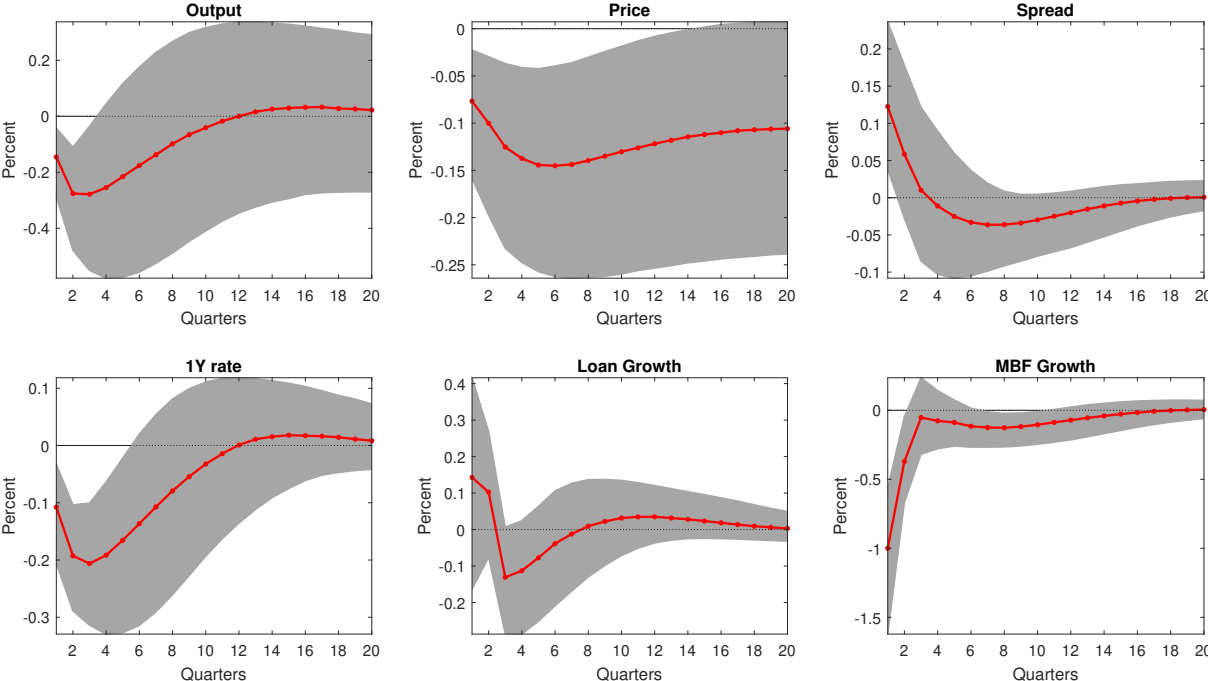 Output
Percent
0.2
0
-0.2
-0.4
2 4 6 8 10 12 14 16 18 20
Quarters
Price
Percent
0
-0.05
-0.1
-0.15
-0.2
-0.25
2 4 6 8 10 12 14 16 18 20
Quarters
Spread
Percent
0.2
0.15
0.1
0.05
0
-0.05
-0.1
2 4 6 8 10 12 14 16 18 20
Quarters
1Y rate
Percent
0.1
0
-0.1
-0.2
-0.3
2 4 6 8 10 12 14 16 18 20
Quarters
Loan Growth
Percent
0.4
0.3
0.2
0.1
0
-0.1
-0.2
2 4 6 8 10 12 14 16 18 20
Quarters
MBF Growth
Percent
0
-0.5
-1
-1.5
2 4 6 8 10 12 14 16 18 20
Quarters